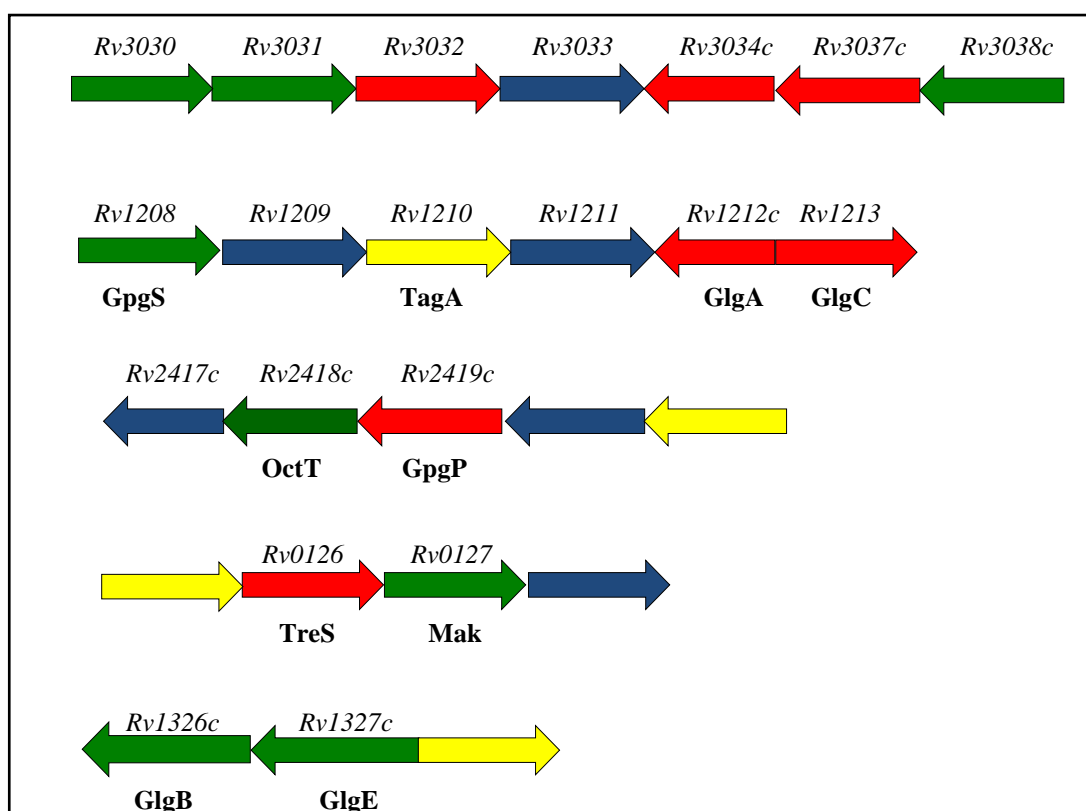 Rv3030 Rv3031 Rv3032 Rv3033 Rv3034c Rv3037c Rv3038c
Rv1208 Rv1209 Rv1210 Rv1211 Rv1212c Rv1213
GpgS TagA GlgA GlgC
Rv2417c Rv2418c Rv2419c
OctT GpgP
Rv0126 Rv0127
TreS Mak
Rv1326c Rv1327c
GlgB GlgE